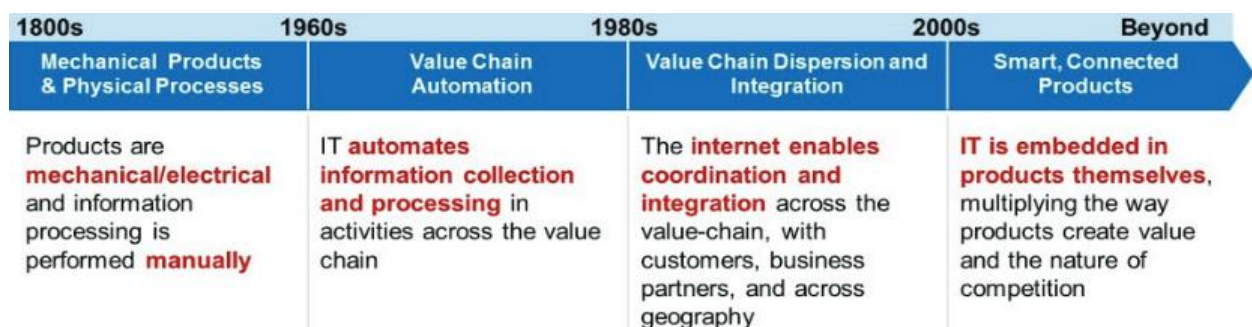 1800s 1960s 1980s 2000s Beyond
Mechanical Products
& Physical Processes
Value Chain
Automation
Value Chain Dispersion and
Integration
Smart, Connected
Products
Products are
mechanical/electrical
and information
processing is
performed manually
IT automates
information collection
and processing in
activities across the value
chain
The internet enables
coordination and
integration across the
value-chain, with
customers, business
partners, and across
geography
IT is embedded in
products themselves,
multiplying the way
products create value
and the nature of
competition